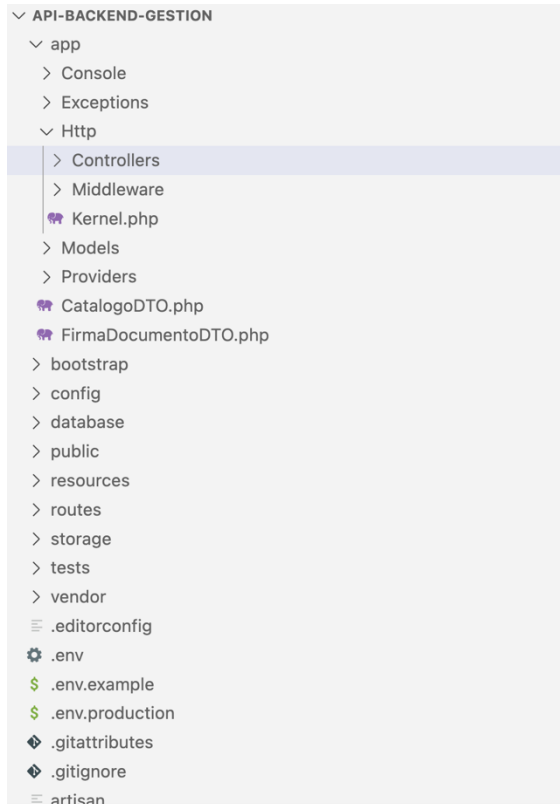 API-BACKEND-GESTION
app
Console
Exceptions
Http
Controllers
Middleware
Kernel.php
Models
Providers
CatalogoDTO.php
FirmaDocumentoDTO.php
bootstrap
config
database
public
resources
routes
storage
tests
vendor
.editorconfig
.env
.env.example
.env.production
.gitattributes
.gitignore
artisan